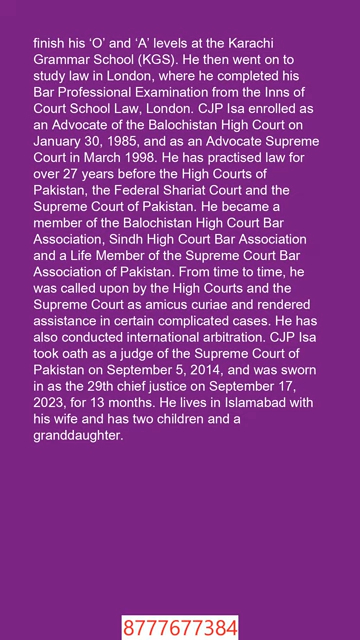 finish his ‘O’ and ‘A’ levels at the Karachi
Grammar School (KGS). He then went on to
study law in London, where he completed his
Bar Professional Examination from the Inns of
Court School Law, London. CJP Isa enrolled as
an Advocate of the Balochistan High Court on
January 30, 1985, and as an Advocate Supreme
Court in March 1998. He has practised law for
over 27 years before the High Courts of
Pakistan, the Federal Shariat Court and the
Supreme Court of Pakistan. He became a
member of the Balochistan High Court Bar
Association, Sindh High Court Bar Association
and a Life Member of the Supreme Court Bar
Association of Pakistan. From time to time, he
was called upon by the High Courts and the
Supreme Court as amicus curiae and rendered
assistance in certain complicated cases. He has
also conducted international arbitration. CJP Isa
took oath as a judge of the Supreme Court of
Pakistan on September 5, 2014, and was sworn
in as the 29th chief justice on September 17,
2023, for 13 months. He lives in Islamabad with
his wife and has two children and a
granddaughter.
8777677384